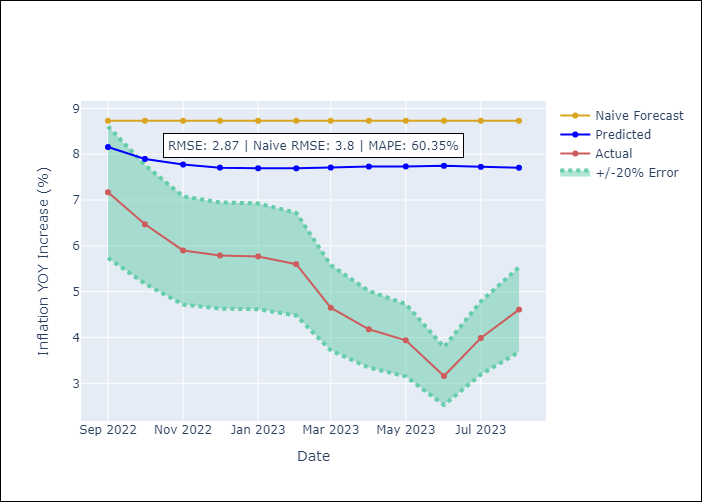 RMSE: 2.87 | Naive RMSE: 3.8 | MAPE: 60.35%
Naive Forecast
Predicted
Actual
+/-20% Error
Inflation YOY Increase (%)
9
8
7
6
5
4
3
Sep 2022 Nov 2022 Jan 2023 Mar 2023 May 2023 Jul 2023
Date